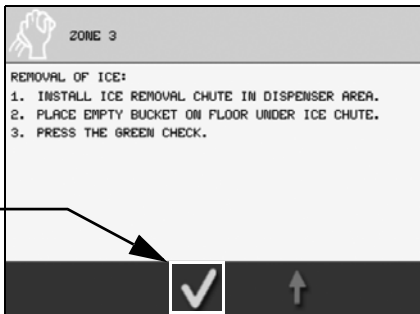 ZONE 3
REMOVAL OF ICE:
1. INSTALL ICE REMOVAL CHUTE IN DISPENSER AREA.
2. PLACE EMPTY BUCKET ON FLOOR UNDER ICE CHUTE.
3. PRESS THE GREEN CHECK.